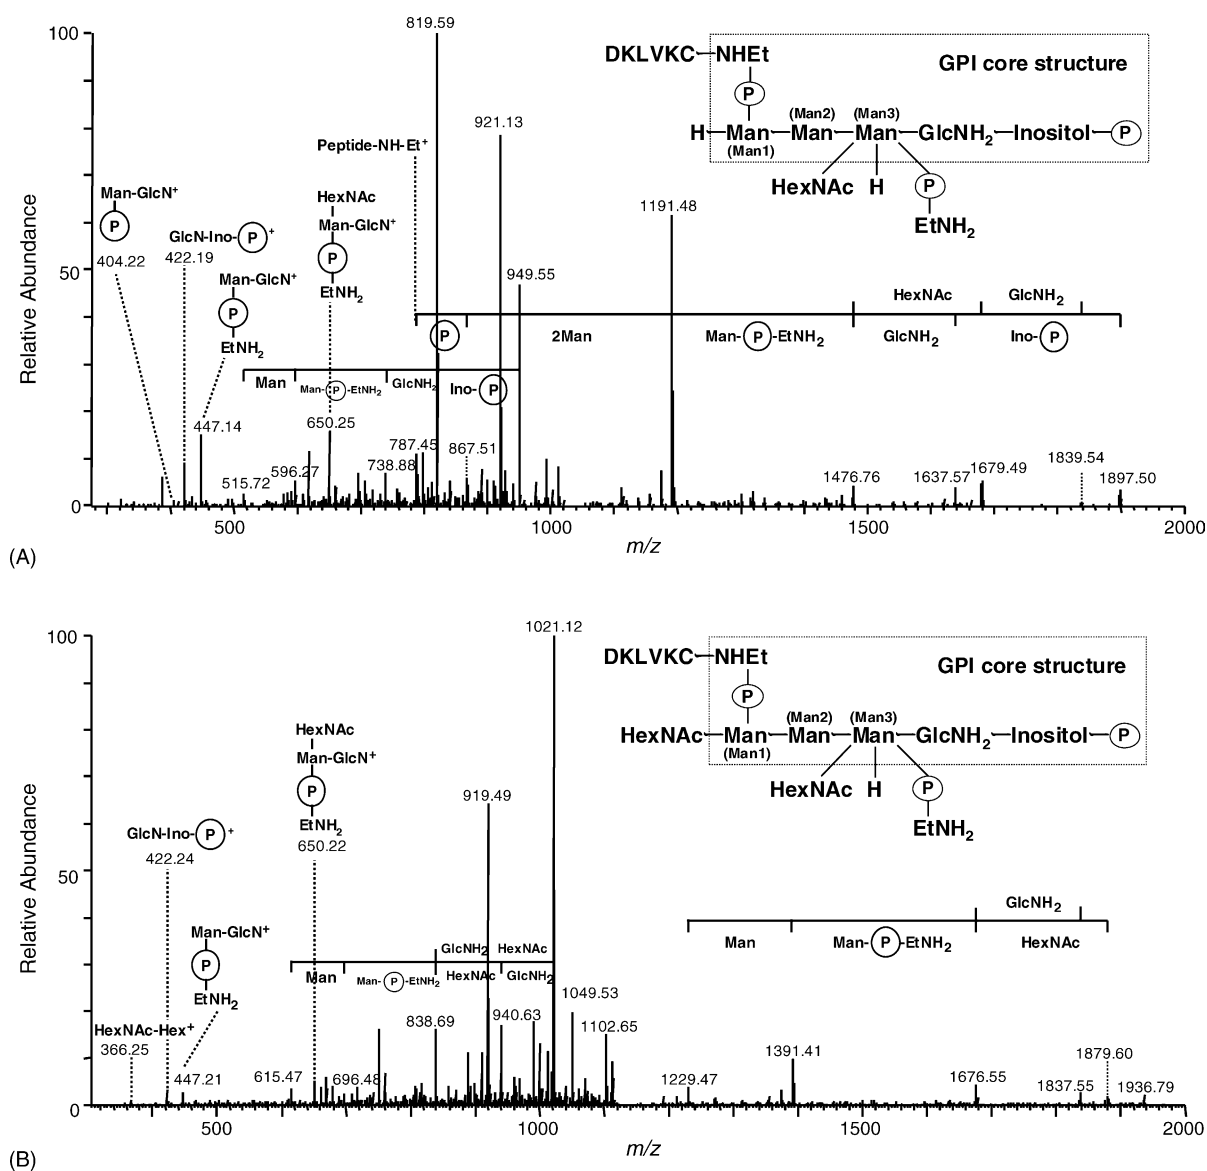 819.59
100
DKLVKC—NHEt
GPI core structure
P
921.13
(Man2) (Man3)
H—Man—Man—Man—GlcNH2—Inositol—P
(Man1)
Peptide-NH-Et+
HexNAc H P
EtNH2
Man-GlcN+
P
404.22
GlcN-Ino-P+
422.19
HexNAc
Man-GlcN+
P
EtNH2
Man-GlcN+
P
EtNH2
1191.48
949.55
50
Relative Abundance
HexNAc GlcNH2
P 2Man Man-P-EtNH2 GlcNH2 Ino-P
Man Man-P-EtNH2 GlcNH2 Ino-P
447.14
650.25
787.45
867.51
515.72
596.27
738.88
1476.76
1637.57
1679.49
1839.54
1897.50
0
500 1000 1500 2000
m/z
(A)
1021.12
100
DKLVKC—NHEt
GPI core structure
P
(Man2) (Man3)
HexNAc—Man—Man—Man—GlcNH2—Inositol—P
(Man1)
HexNAc H P
EtNH2
HexNAc
Man-GlcN+
P
EtNH2
650.22
919.49
GlcN-Ino-P+
422.24
50
Relative Abundance
Man-GlcN+
P
EtNH2
GlcNH2
Man Man-P-EtNH2 HexNAc
GlcNH2 HexNAc
Man Man-P-EtNH2 HexNAc GlcNH2
HexNAc-Hex+
366.25
447.21
615.47
696.48
838.69
940.63
1049.53
1102.65
1229.47
1391.41
1676.55
1837.55
1879.60
1936.79
0
500 1000 1500 2000
m/z
(B)